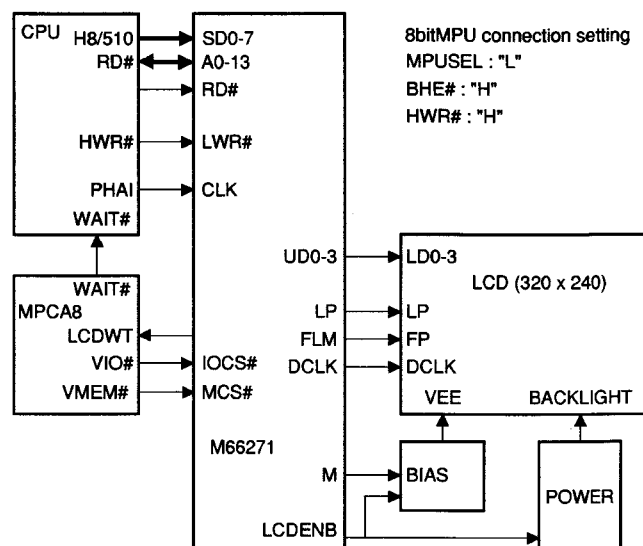 CPU
H8/510
SD0-7
RD#
A0-13
RD#
HWR#
LWR#
PHAI
CLK
WAIT#
WAIT#
MPCA8
LCDWT
VIO#
IOCS#
VMEM#
MCS#
M66271
8bitMPU connection setting
MPUSEL : "L"
BHE# : "H"
HWR# : "H"
UD0-3
LD0-3
LCD (320 x 240)
LP
LP
FLM
FP
DCLK
DCLK
VEE
BACKLIGHT
M
BIAS
POWER
LCDENB